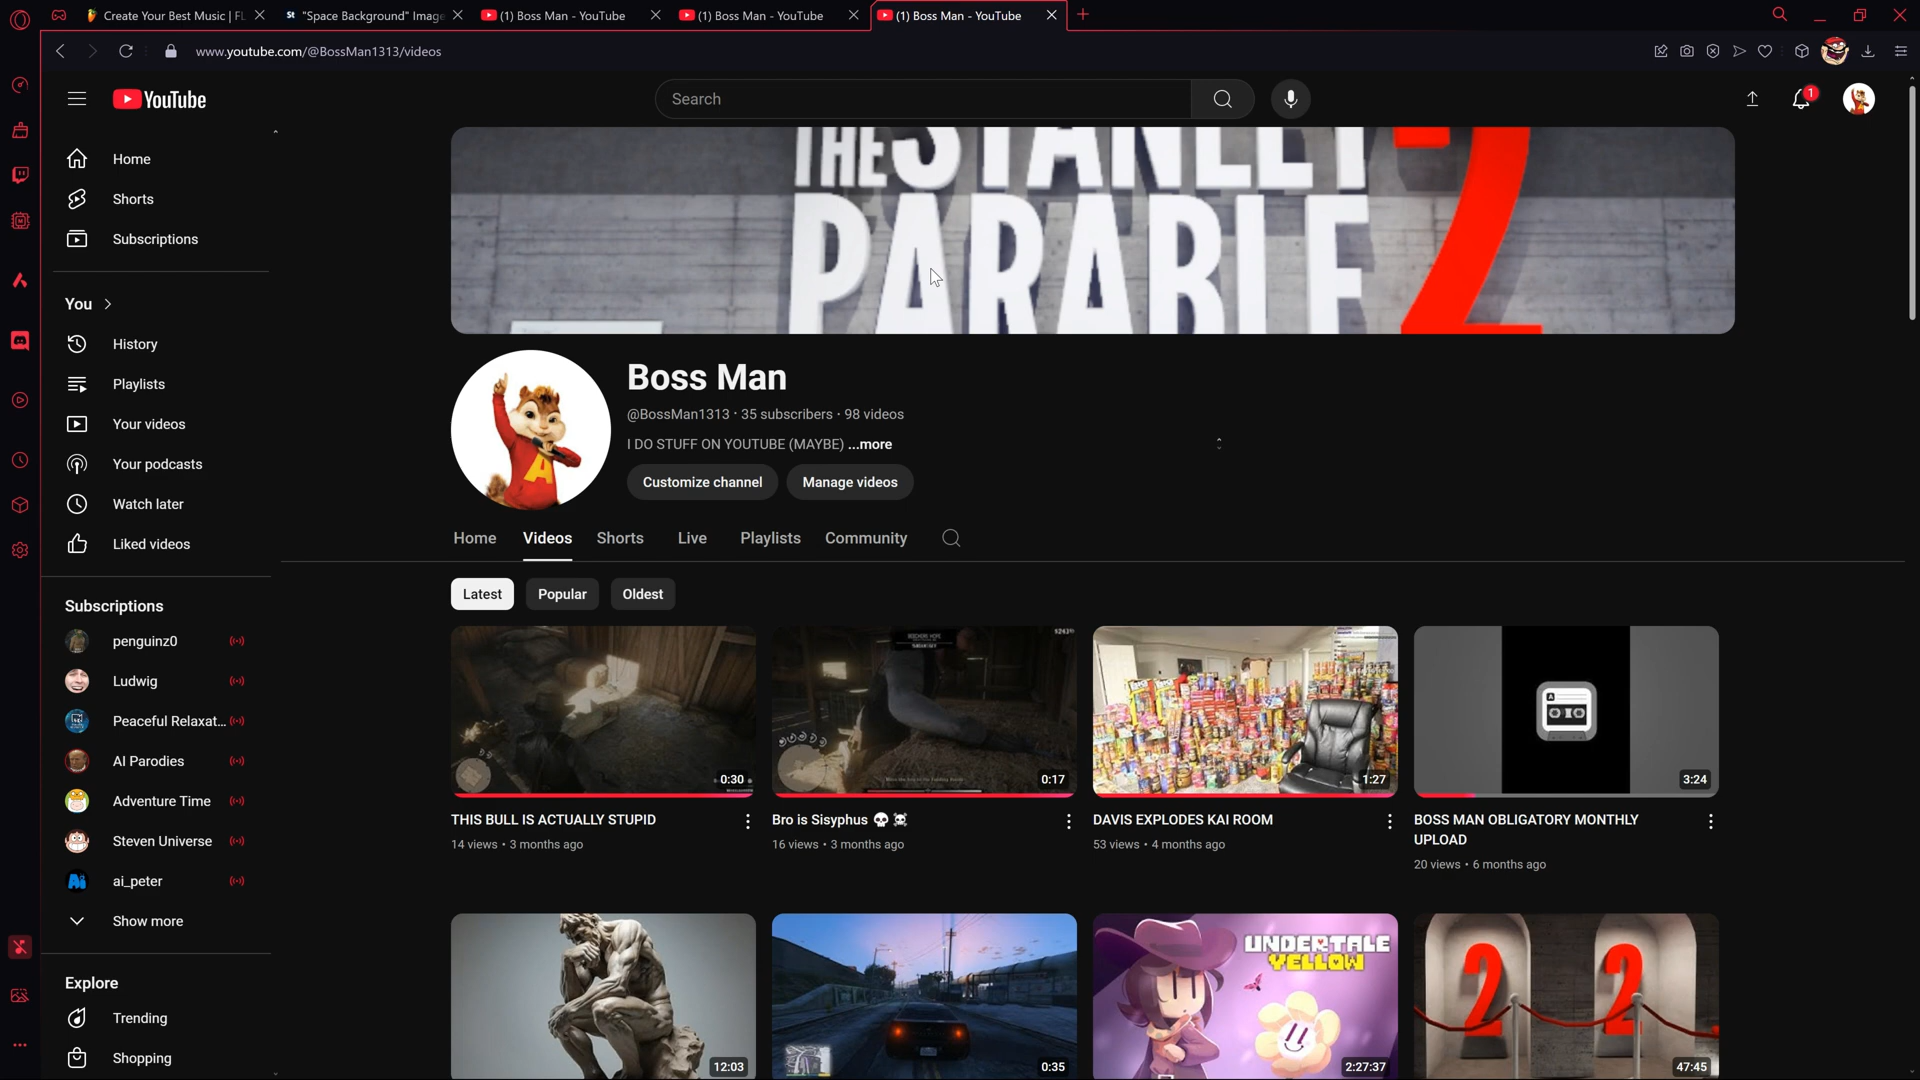 Create Your Best Music | FL
"Space Background" Image
(1) Boss Man - YouTube
(1) Boss Man - YouTube
(1) Boss Man - YouTube
www.youtube.com/@BossMan1313/videos
YouTube
Search
1
Home
Shorts
Subscriptions
You
History
Playlists
Your videos
Your podcasts
Watch later
Liked videos
Subscriptions
penguinz0
Ludwig
Peaceful Relaxat...
AI Parodies
Adventure Time
Steven Universe
ai_peter
Show more
Explore
Trending
Shopping
THE STANLEY
PARABLE 2
Boss Man
@BossMan1313 · 35 subscribers · 98 videos
I DO STUFF ON YOUTUBE (MAYBE) ...more
Customize channel Manage videos
Home Videos Shorts Live Playlists Community
Latest Popular Oldest
0:30
THIS BULL IS ACTUALLY STUPID
14 views • 3 months ago
0:17
Bro is Sisyphus 💀 ☠️
16 views • 3 months ago
1:27
DAVIS EXPLODES KAI ROOM
53 views • 4 months ago
A
3:24
BOSS MAN OBLIGATORY MONTHLY
UPLOAD
20 views • 6 months ago
12:03
0:35
UNDERTALE
YELLOW
2:27:37
2 2
47:45